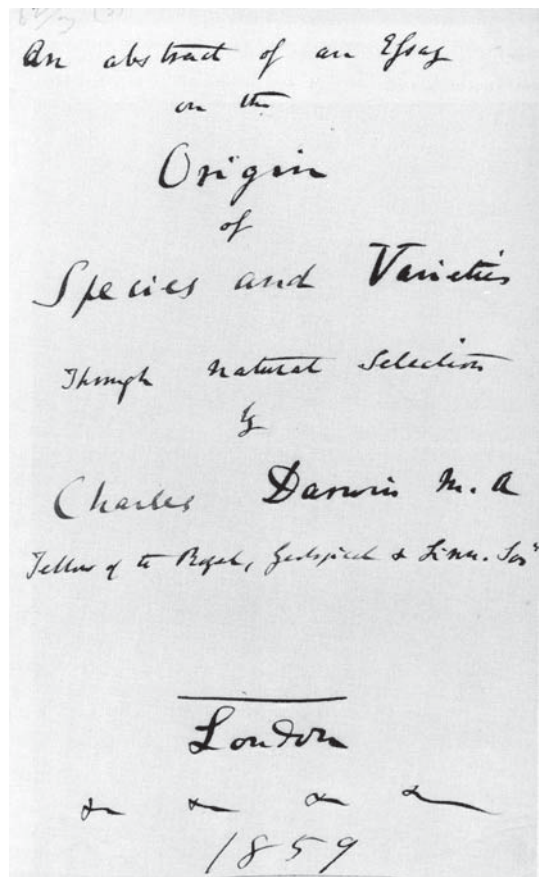 An abstract of an Essay
on the
Origin
of
Species and Varieties
Through natural Selection
by
Charles Darwin M. A
Fellow of the Royal, Geological & Linn. Socy
London
& & & &
1859